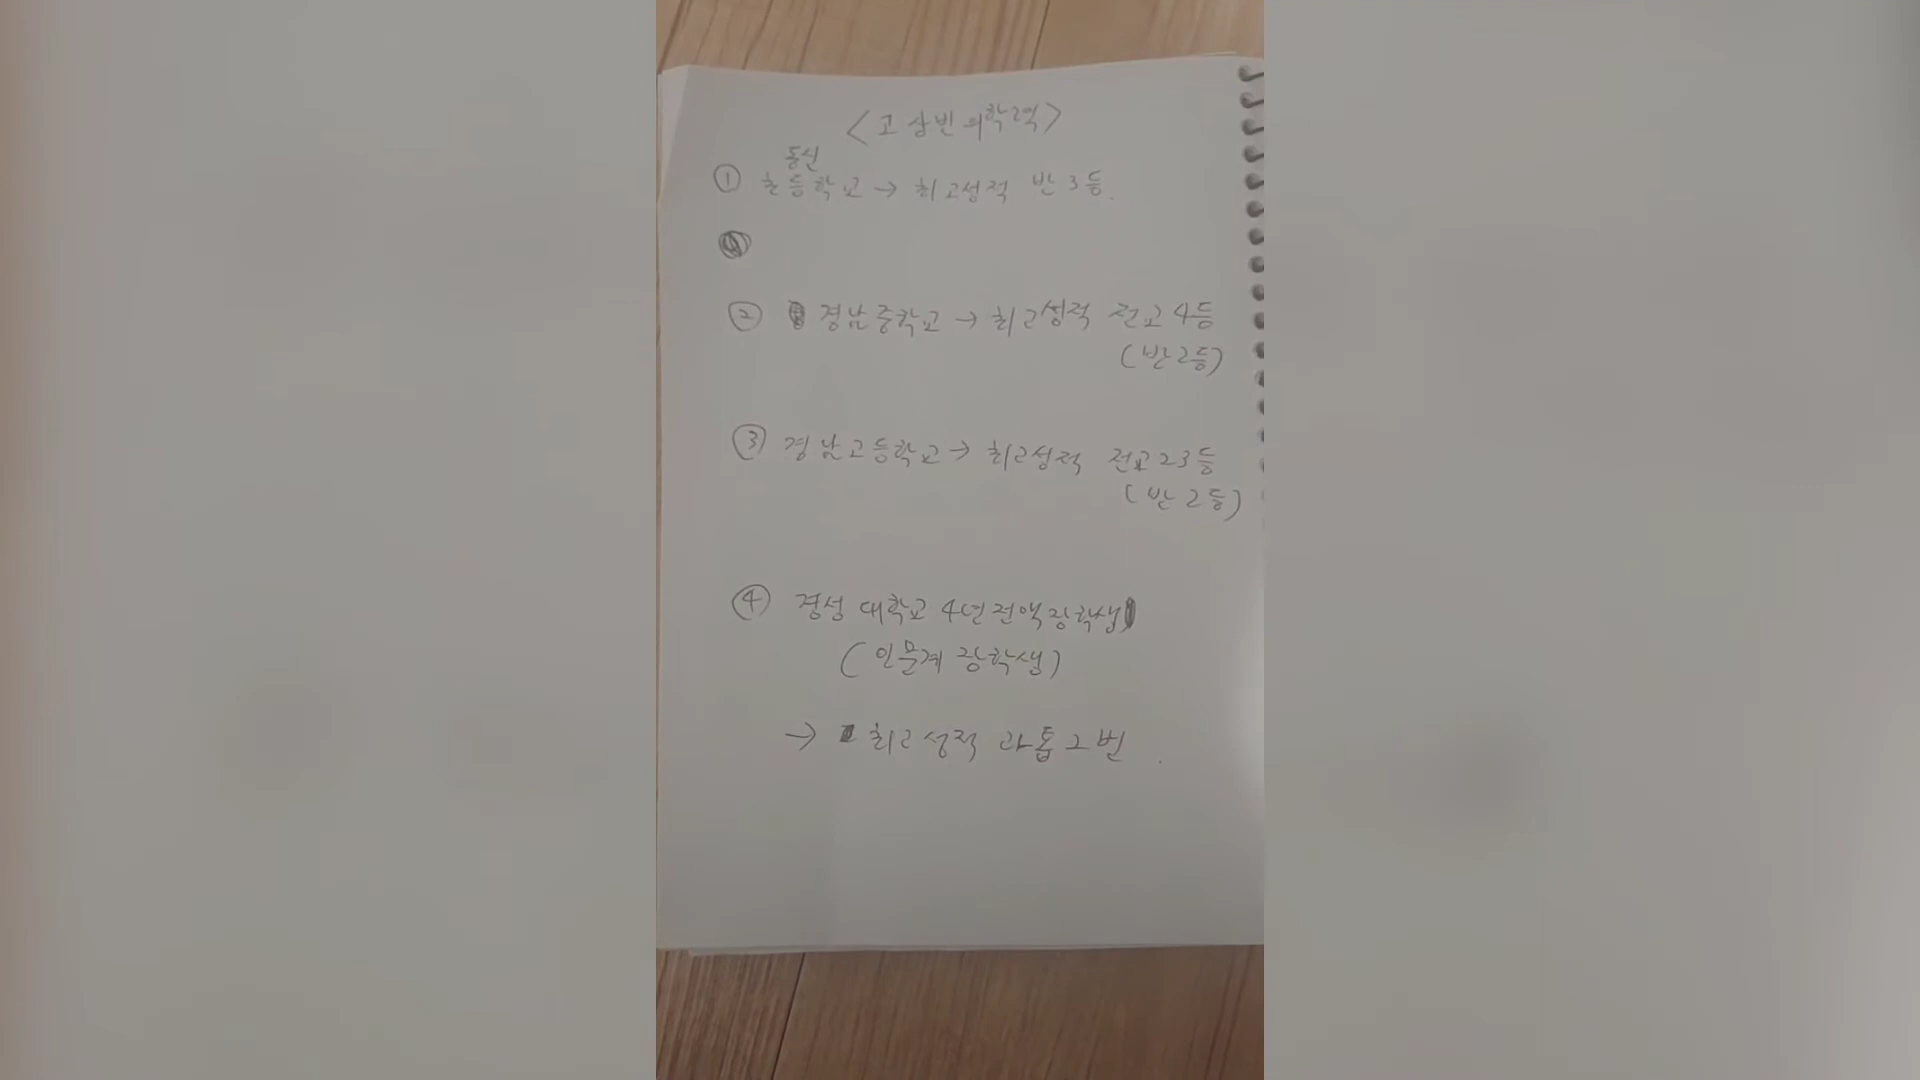 <고상빈의 학력>
동신
① 초등학교 → 최고성적 반 3등.
② 경남중학교 → 최고성적 전교 4등
(반 2등)
③ 경남고등학교 → 최고성적 전교 23등
(반 2등)
④ 경성대학교 4년 전액 장학생
(인문계 장학생)
→ 최고성적 과톱 2번.